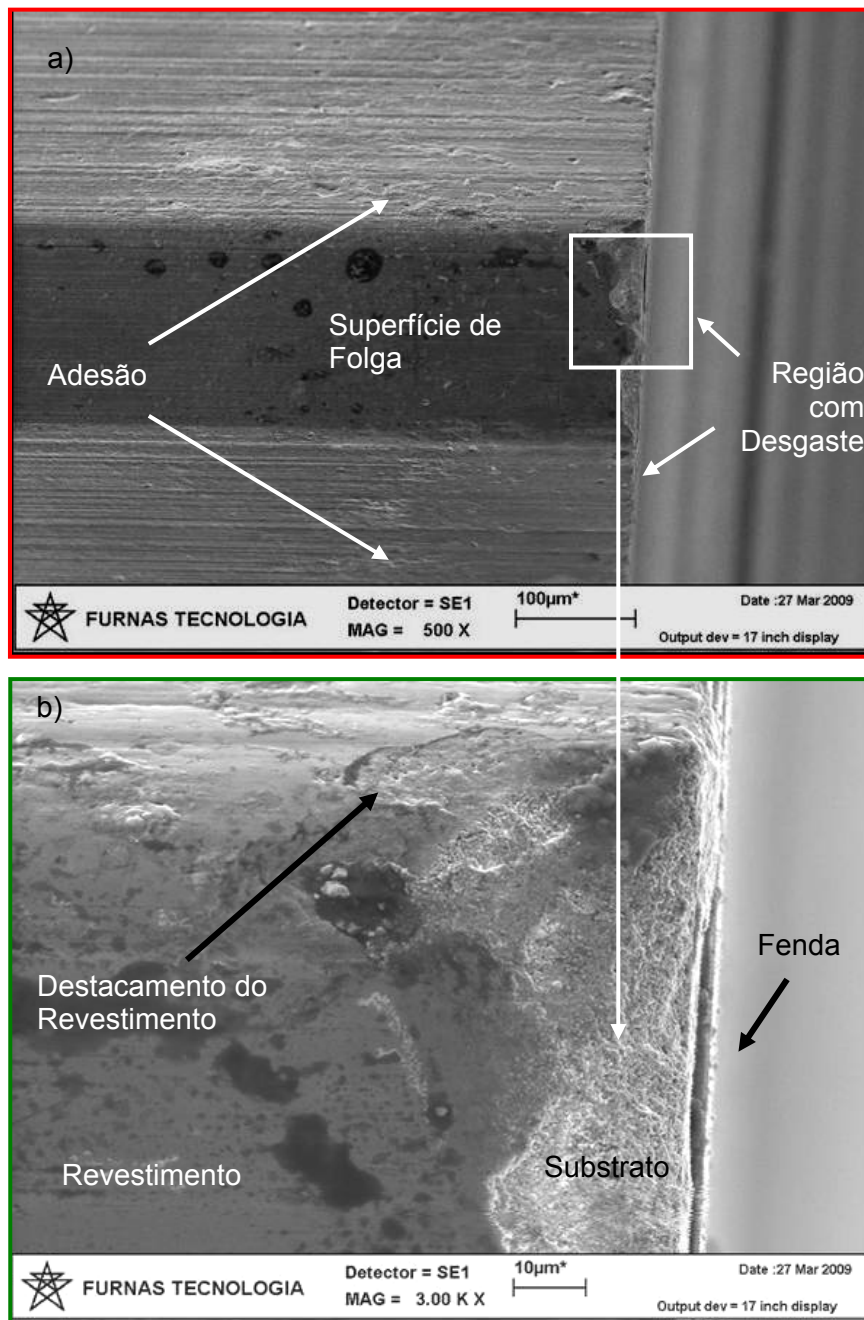 a)
Superfície de
Folga
Adesão
Região
com
Desgaste
FURNAS TECNOLOGIA
Detector = SE1
MAG = 500 X
100µm*
Date :27 Mar 2009
Output dev = 17 inch display
b)
Fenda
Destacamento do
Revestimento
Revestimento
Substrato
FURNAS TECNOLOGIA
Detector = SE1
MAG = 3.00 K X
10µm*
Date :27 Mar 2009
Output dev = 17 inch display